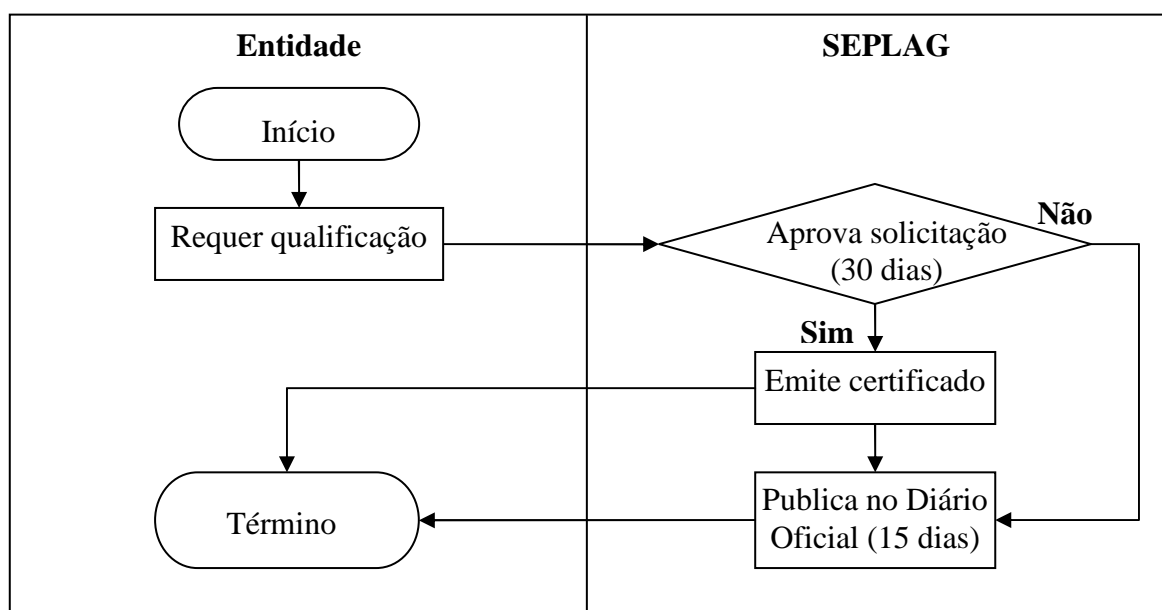 Entidade
SEPLAG
Início
Requer qualificação
Aprova solicitação
(30 dias)
Não
Sim
Emite certificado
Publica no Diário
Oficial (15 dias)
Término